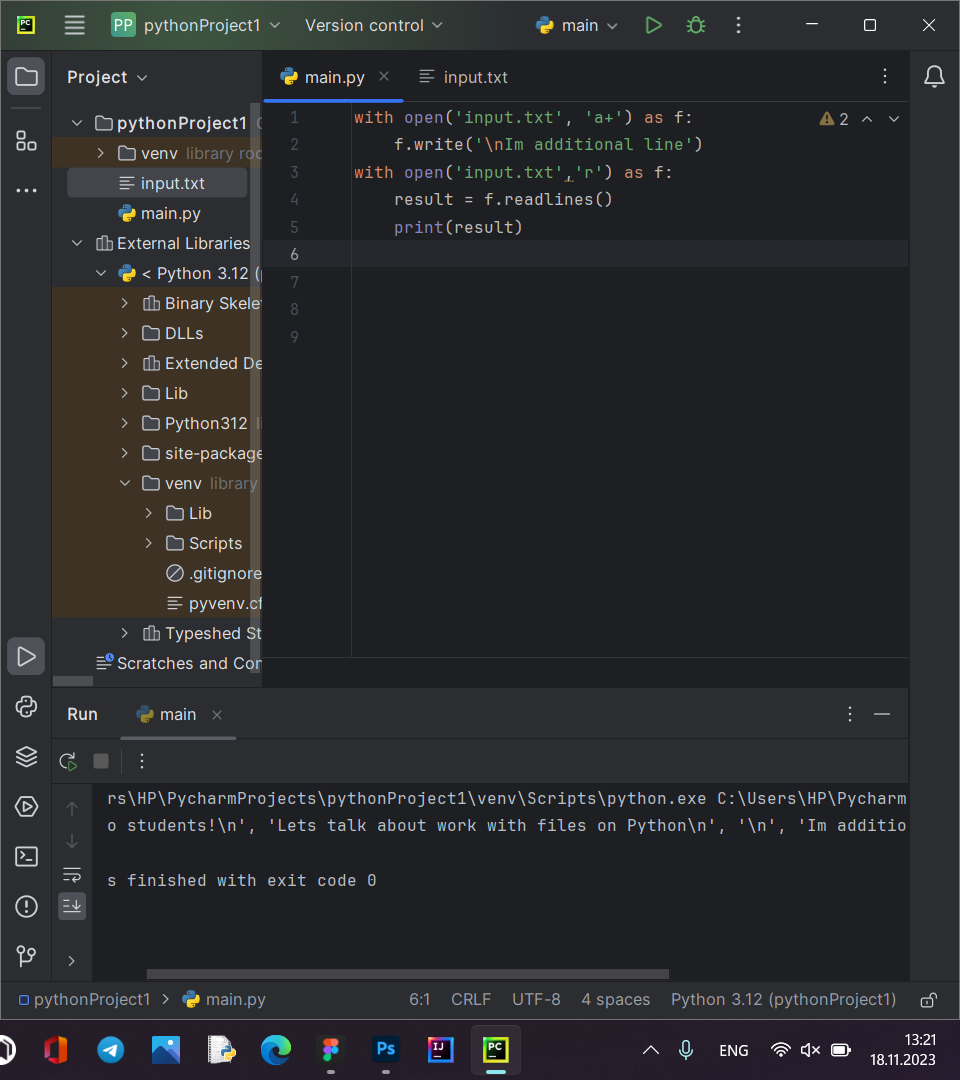 PC
PP pythonProject1
Version control
main
Project
main.py
input.txt
pythonProject1
venv library roo
input.txt
main.py
External Libraries
< Python 3.12 (
Binary Skelet
DLLs
Extended De
Lib
Python312
site-package
venv library
Lib
Scripts
.gitignore
pyvenv.cf
Typeshed St
Scratches and Con
1 with open('input.txt', 'a+') as f:
2 f.write('\nIm additional line')
3 with open('input.txt','r') as f:
4 result = f.readlines()
5 print(result)
6
7
8
9
2
Run
main
rs\HP\PycharmProjects\pythonProject1\venv\Scripts\python.exe C:\Users\HP\Pycharm
o students!\n', 'Lets talk about work with files on Python\n', '\n', 'Im additio
s finished with exit code 0
pythonProject1 > main.py
6:1 CRLF UTF-8 4 spaces Python 3.12 (pythonProject1)
Ps
IJ
PC
ENG
13:21
18.11.2023